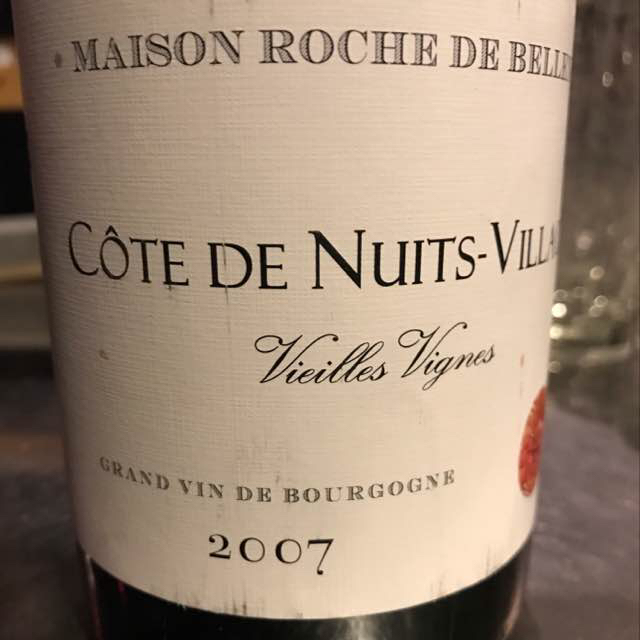 MAISON ROCHE DE BELLE
CÔTE DE NUITS-VILLA
Vieilles Vignes
GRAND VIN DE BOURGOGNE
2007